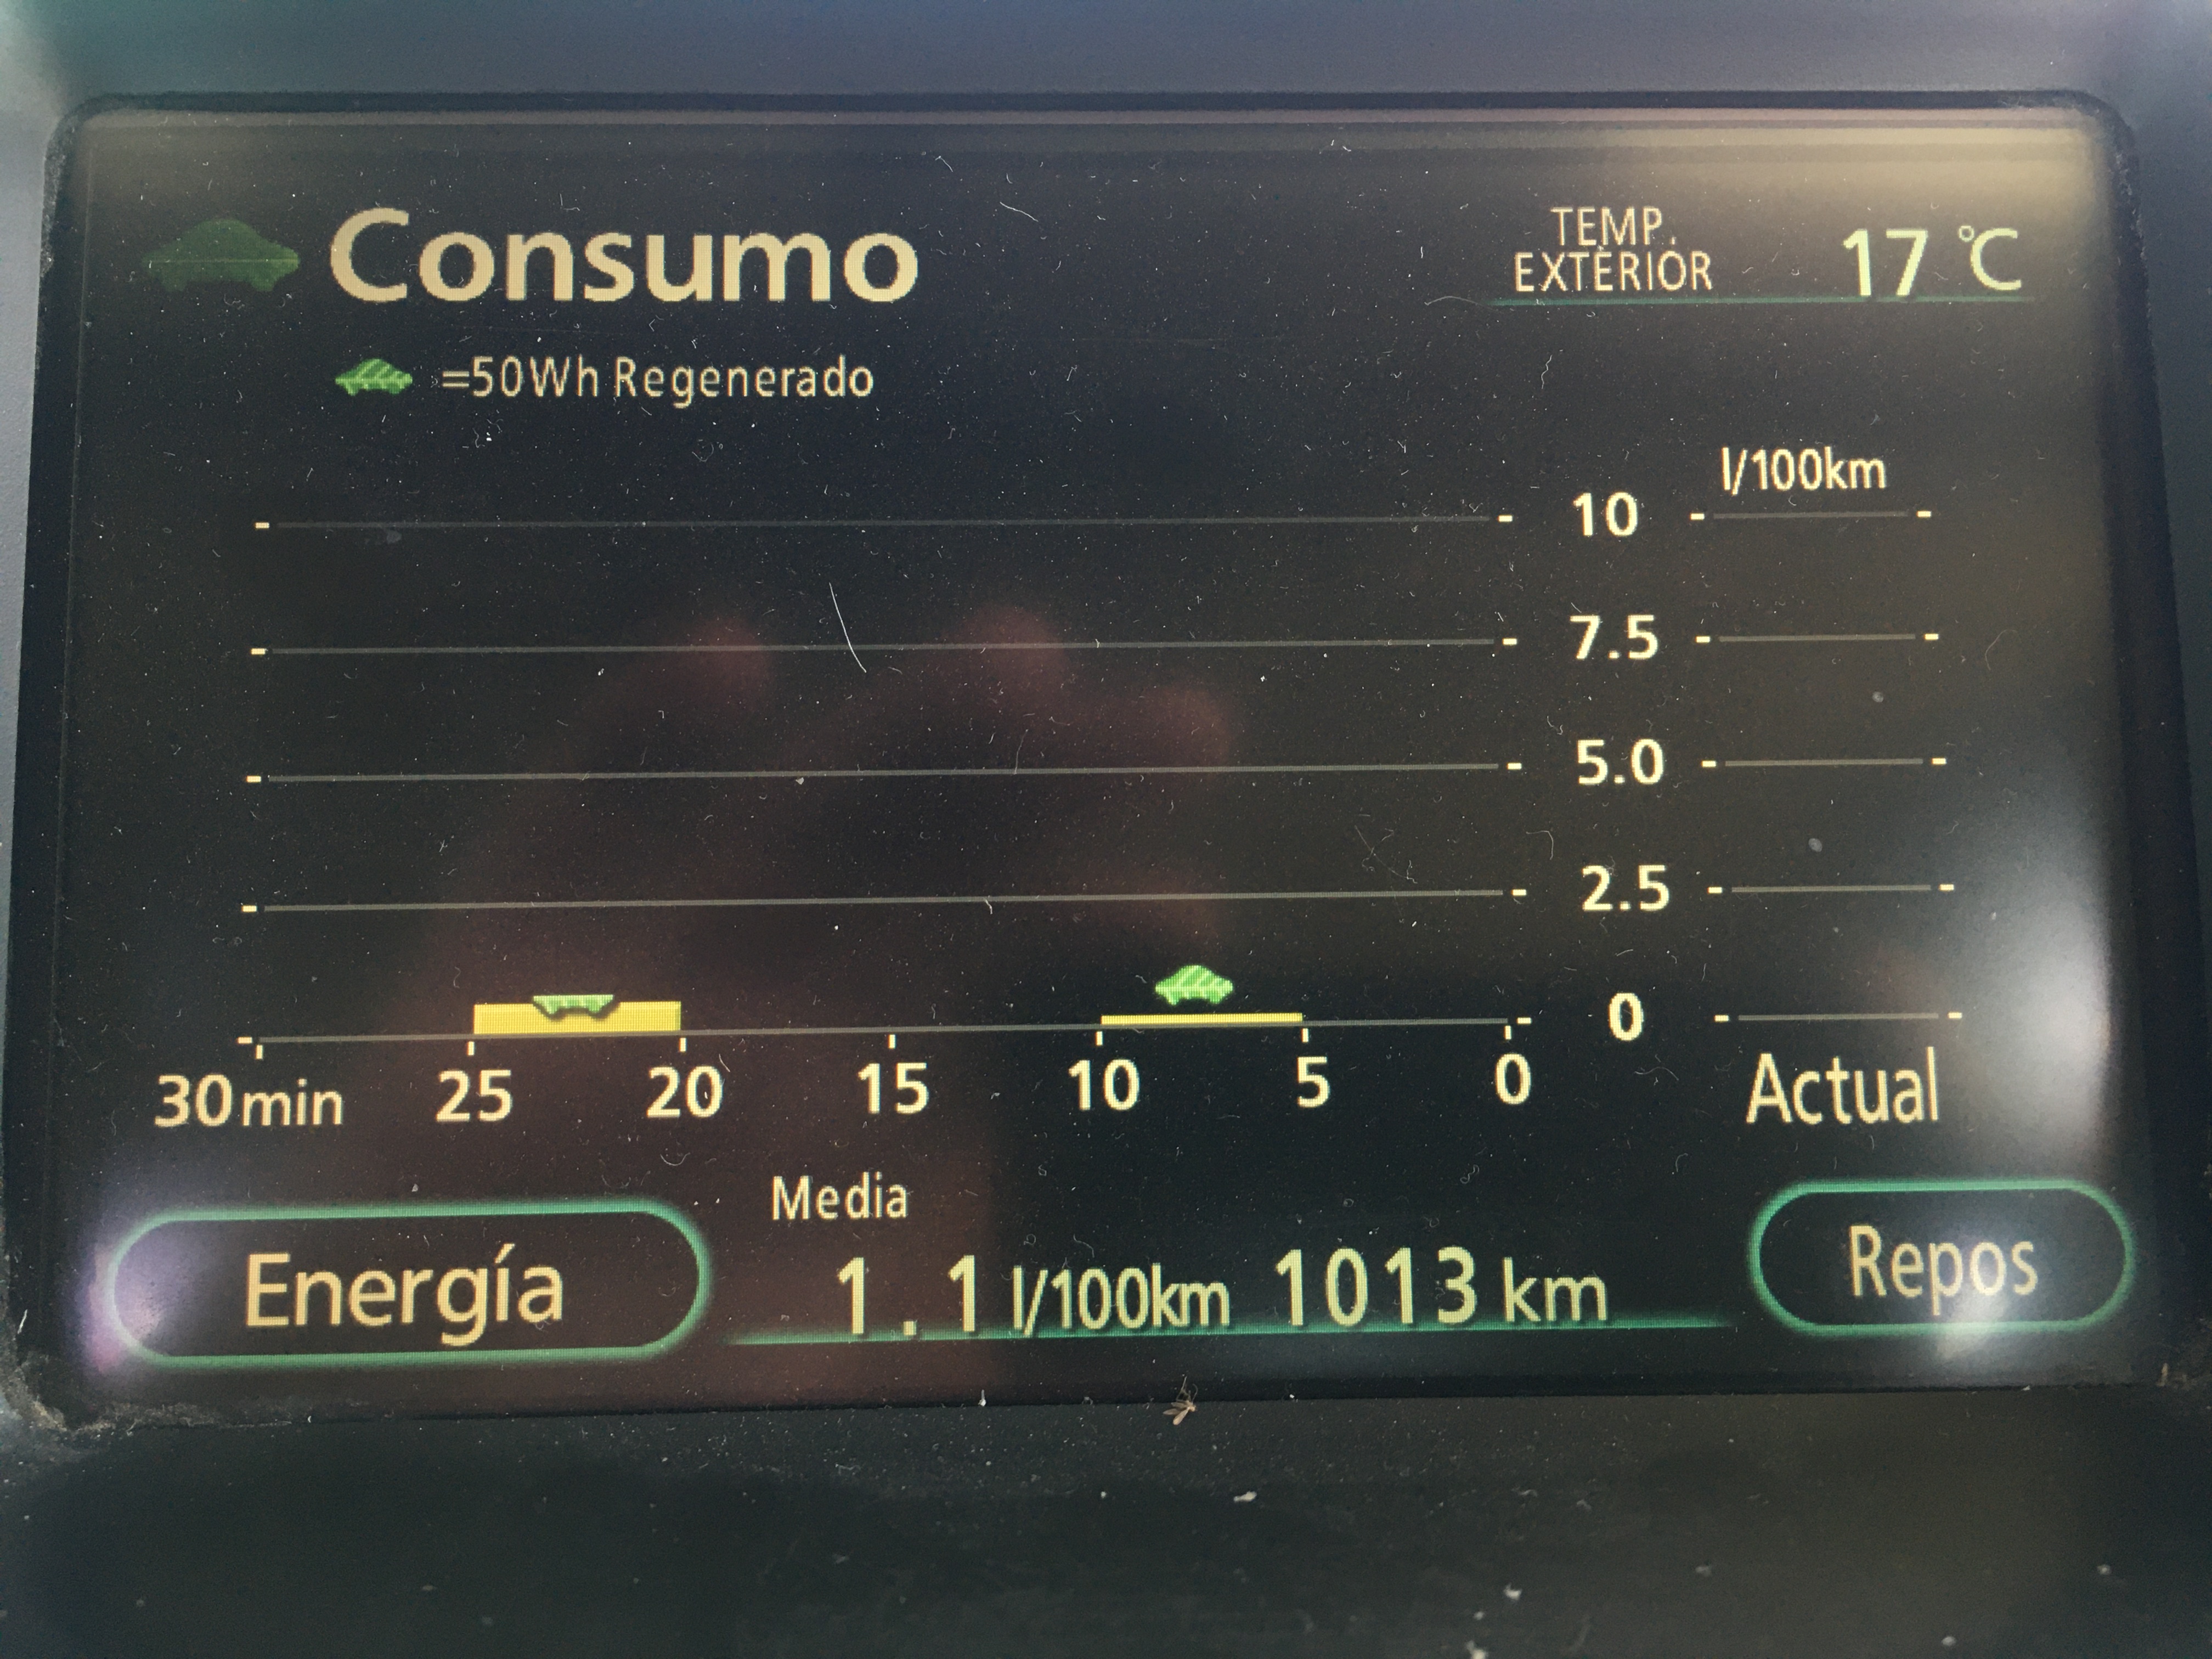 Consumo
TEMP.
EXTERIOR 17 °C
=50Wh Regenerado
l/100km
10
7.5
5.0
2.5
0
30min 25 20 15 10 5 0 Actual
Media
Energía 1.1 l/100km 1013 km Repos